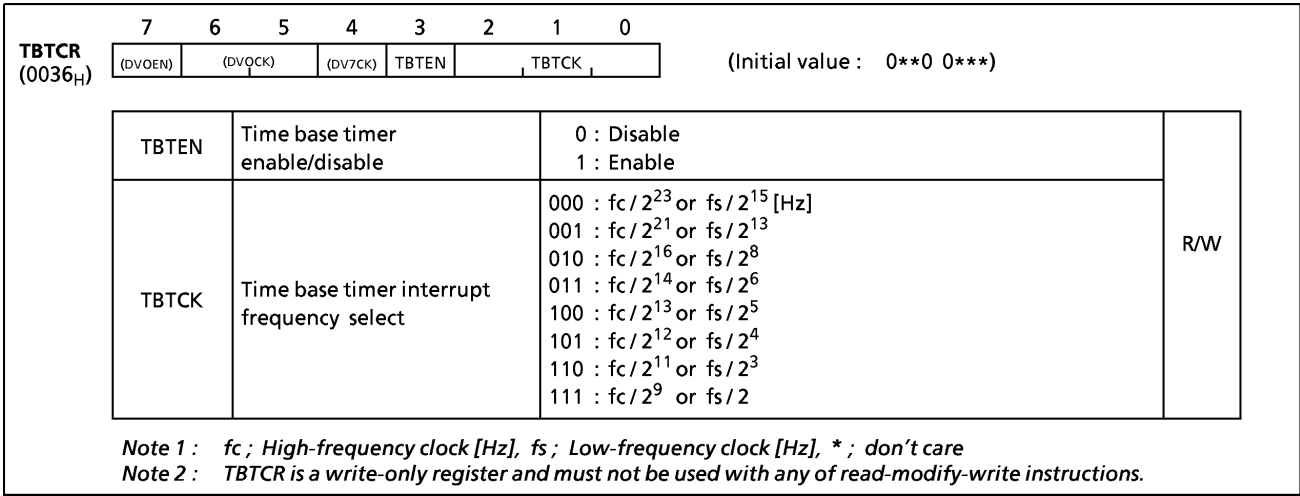 7 6 5 4 3 2 1 0
TBTCR
(0036H)
(DVOEN) (DVOCK) (DV7CK) TBTEN TBTCK (Initial value : 0**0 0***)
TBTEN
Time base timer
enable/disable
0 : Disable
1 : Enable
TBTCK
Time base timer interrupt
frequency select
000 : fc/2²³ or fs/2¹⁵ [Hz]
001 : fc/2²¹ or fs/2¹³
010 : fc/2¹⁶ or fs/2⁸
011 : fc/2¹⁴ or fs/2⁶
100 : fc/2¹³ or fs/2⁵
101 : fc/2¹² or fs/2⁴
110 : fc/2¹¹ or fs/2³
111 : fc/2⁹ or fs/2
R/W
Note 1 : fc ; High-frequency clock [Hz], fs ; Low-frequency clock [Hz], * ; don't care
Note 2 : TBTCR is a write-only register and must not be used with any of read-modify-write instructions.